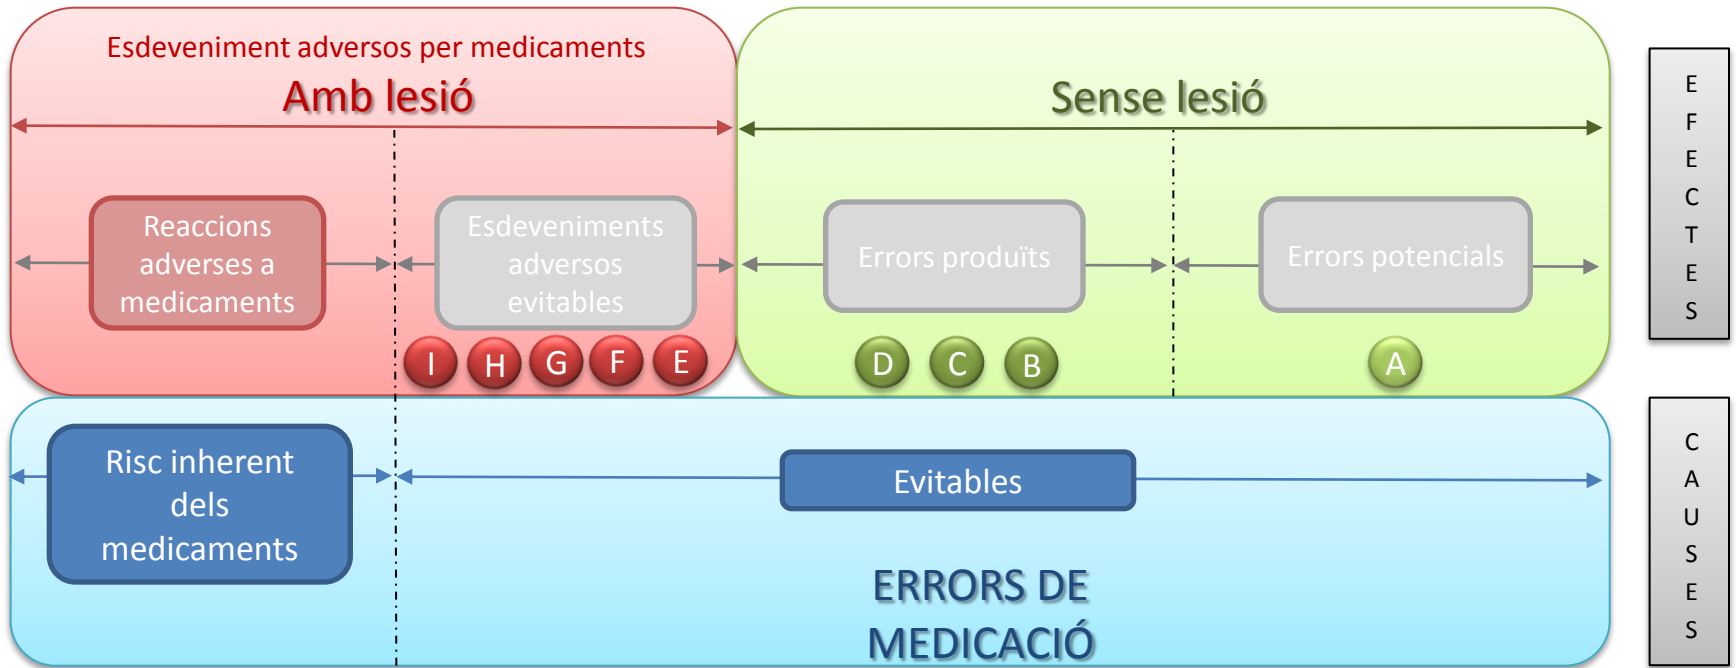 Esdeveniment adversos per medicaments
Amb lesió
Sense lesió
Reaccions
adverses a
medicaments
Esdeveniments
adversos
evitables
Errors produïts
Errors potencials
I H G F E
D C B
A
E
F
E
C
T
E
S
Risc inherent
dels
medicaments
Evitables
ERRORS DE
MEDICACIÓ
C
A
U
S
E
S